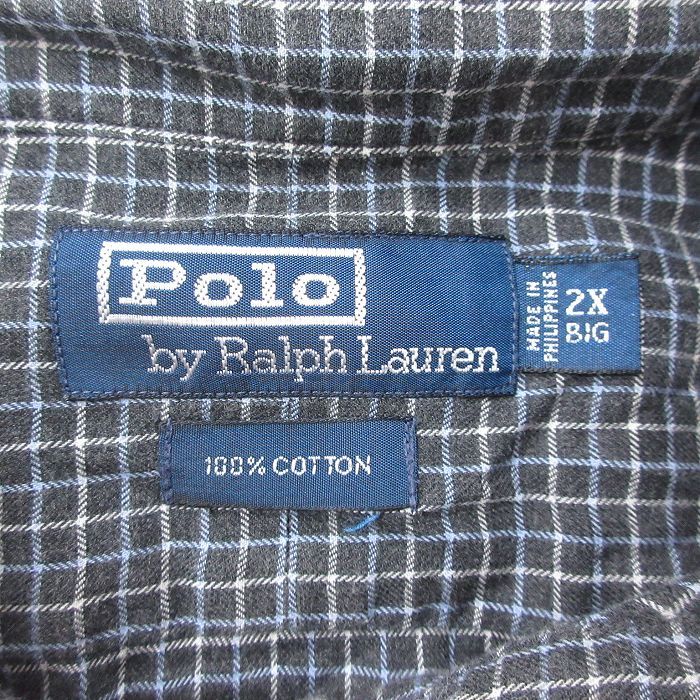 Polo
by Ralph Lauren
MADE IN
PHILIPPINES
2X
BIG
100% COTTON